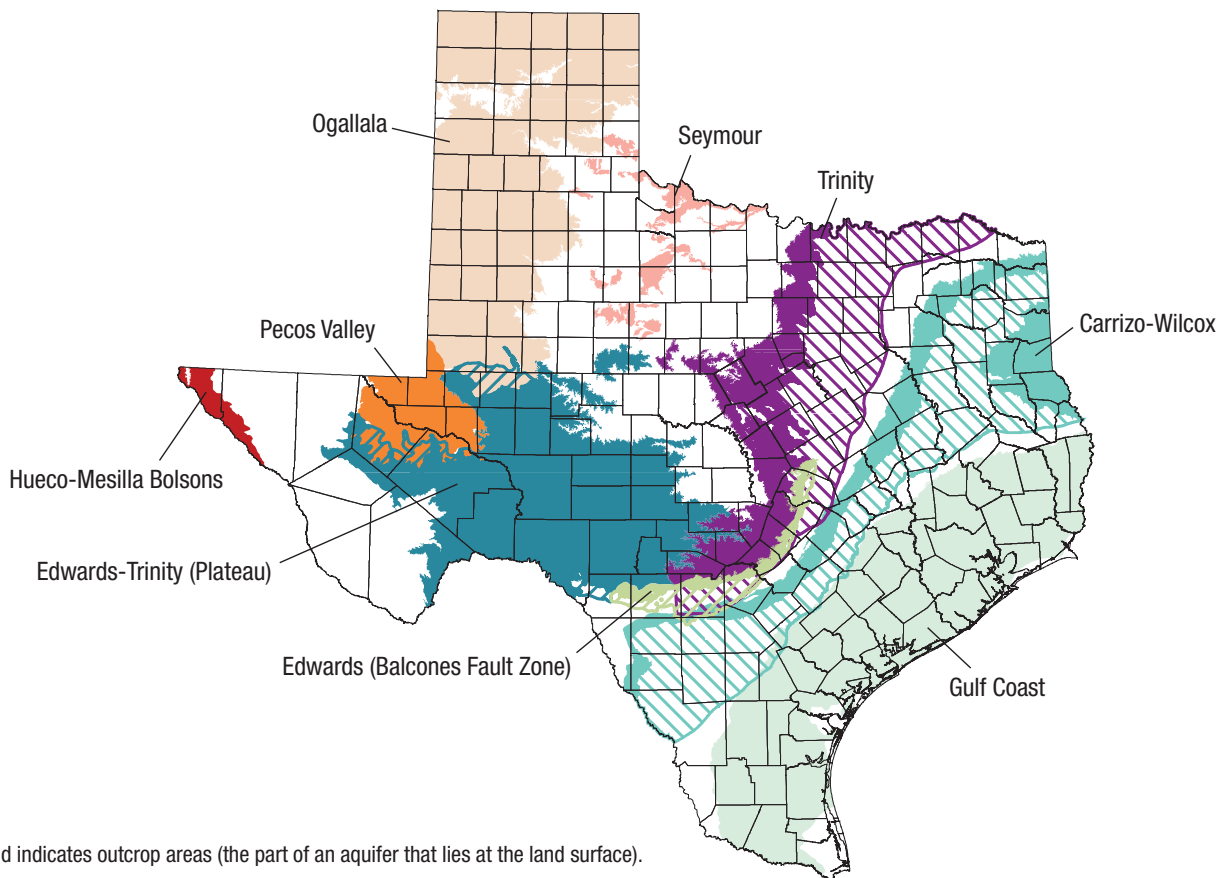 Ogallala
Seymour
Trinity
Pecos Valley
Carrizo-Wilcox
Hueco-Mesilla Bolsons
Edwards-Trinity (Plateau)
Edwards (Balcones Fault Zone)
Gulf Coast
d indicates outcrop areas (the part of an aquifer that lies at the land surface).